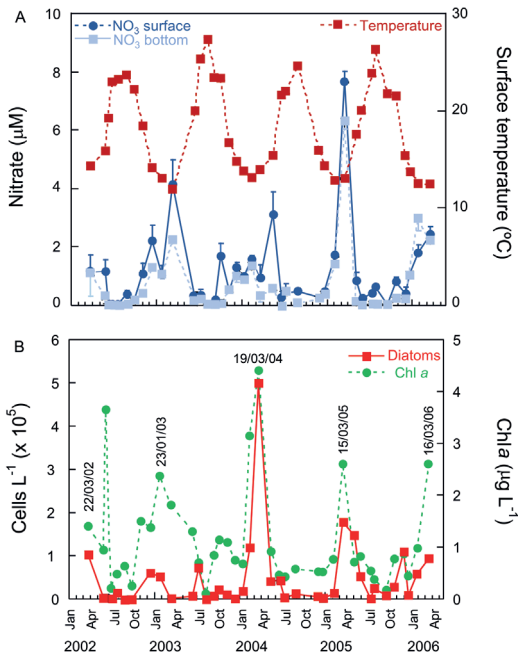 A
NO3 surface
NO3 bottom
Temperature
Nitrate (μM)
10
8
6
4
2
0
Surface temperature (ºC)
30
20
10
0
B
Diatoms
Chl a
Cells L-1 (x 10^5)
6
5
4
3
2
1
0
Chl a (μg L-1)
5
4
3
2
1
0
22/03/02
23/01/03
19/03/04
15/03/05
16/03/06
Jan Apr Jul Oct Jan Apr Jul Oct Jan Apr Jul Oct Jan Apr Jul Oct Jan Apr
2002 2003 2004 2005 2006